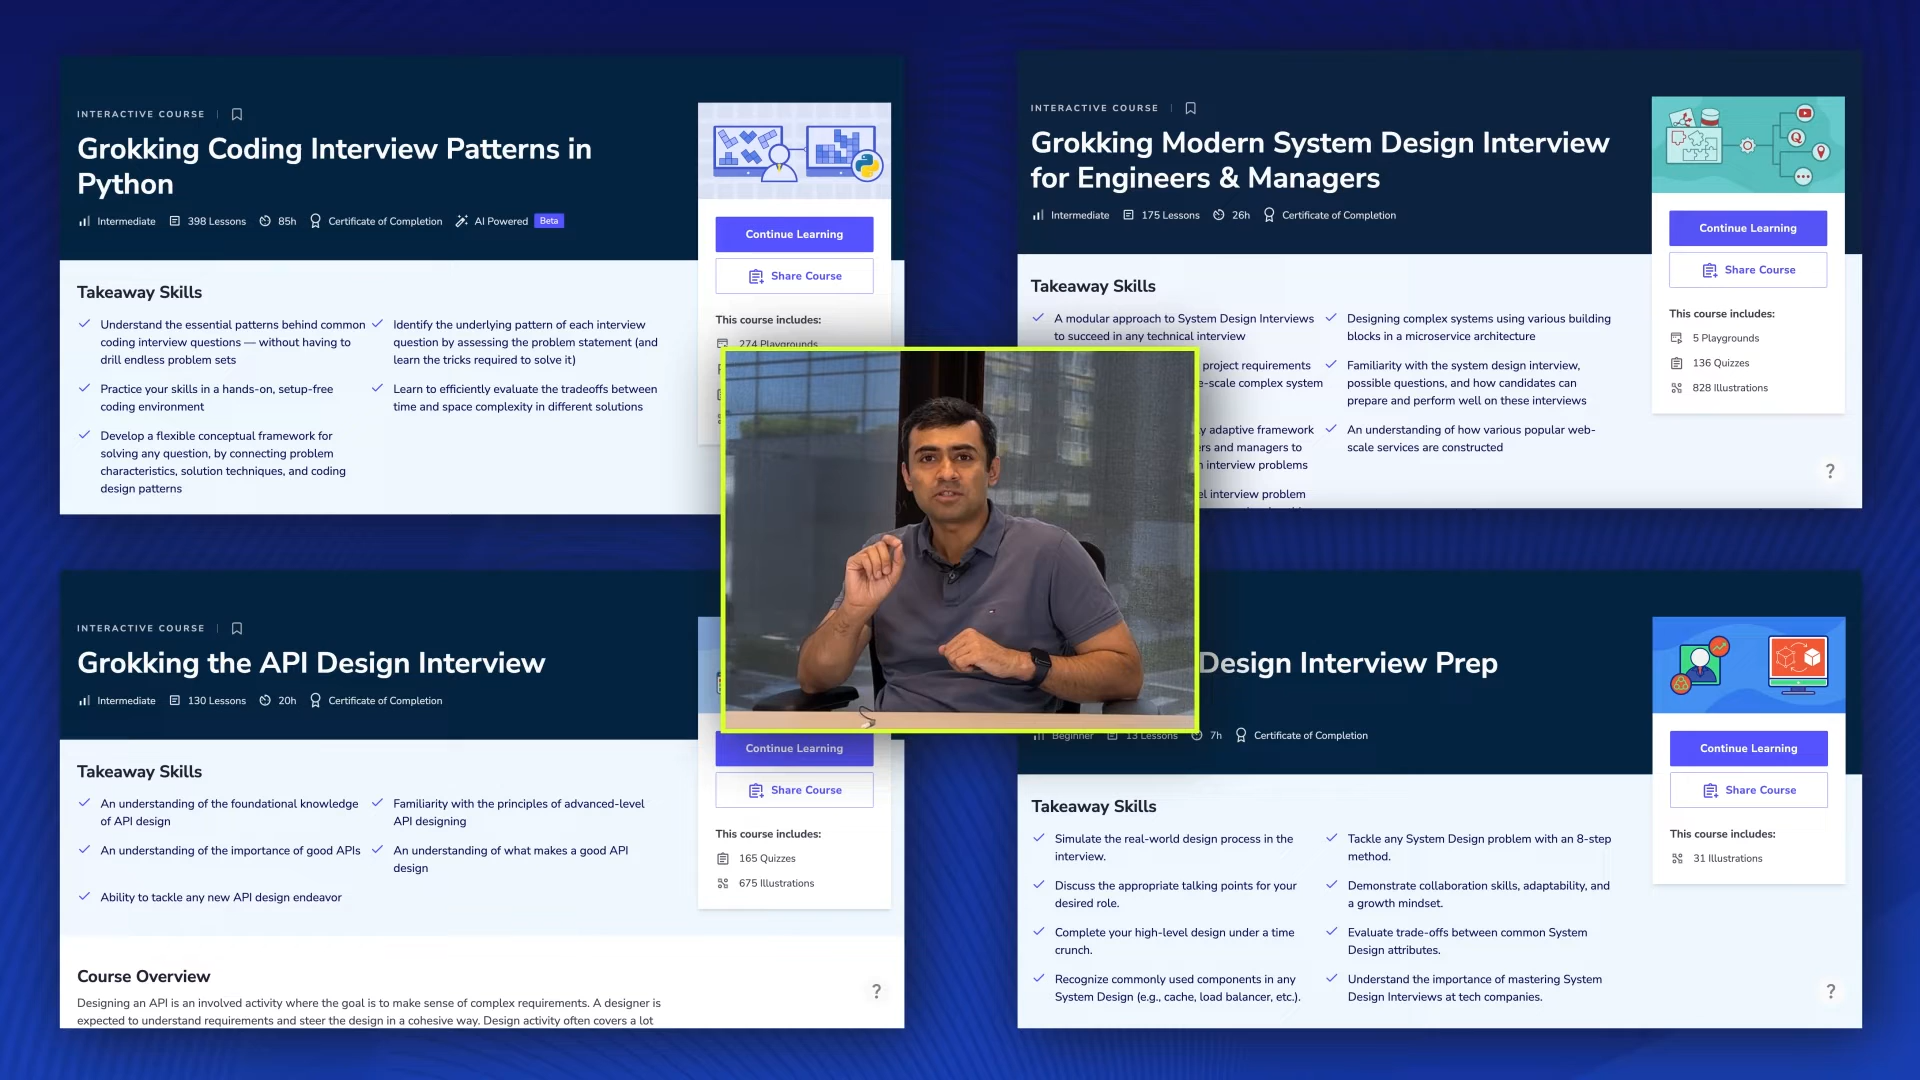 INTERACTIVE COURSE
Grokking Coding Interview Patterns in
Python
Intermediate 398 Lessons 85h Certificate of Completion AI Powered Beta
Continue Learning
Share Course
This course includes:
274 Playgrounds
Takeaway Skills
Understand the essential patterns behind common
coding interview questions — without having to
drill endless problem sets
Practice your skills in a hands-on, setup-free
coding environment
Develop a flexible conceptual framework for
solving any question, by connecting problem
characteristics, solution techniques, and coding
design patterns
Identify the underlying pattern of each interview
question by assessing the problem statement (and
learn the tricks required to solve it)
Learn to efficiently evaluate the tradeoffs between
time and space complexity in different solutions
INTERACTIVE COURSE
Grokking Modern System Design Interview
for Engineers & Managers
Intermediate 175 Lessons 26h Certificate of Completion
Continue Learning
Share Course
This course includes:
5 Playgrounds
136 Quizzes
828 Illustrations
Takeaway Skills
A modular approach to System Design Interviews
to succeed in any technical interview
project requirements
e-scale complex system
y adaptive framework
rs and managers to
interview problems
el interview problem
Designing complex systems using various building
blocks in a microservice architecture
Familiarity with the system design interview,
possible questions, and how candidates can
prepare and perform well on these interviews
An understanding of how various popular web-
scale services are constructed
?
INTERACTIVE COURSE
Grokking the API Design Interview
Intermediate 130 Lessons 20h Certificate of Completion
Continue Learning
Share Course
This course includes:
165 Quizzes
675 Illustrations
Takeaway Skills
An understanding of the foundational knowledge
of API design
An understanding of the importance of good APIs
Ability to tackle any new API design endeavor
Familiarity with the principles of advanced-level
API designing
An understanding of what makes a good API
design
Course Overview
Designing an API is an involved activity where the goal is to make sense of complex requirements. A designer is
expected to understand requirements and steer the design in a cohesive way. Design activity often covers a lot
?
Design Interview Prep
Beginner 13 Lessons 7h Certificate of Completion
Continue Learning
Share Course
This course includes:
31 Illustrations
Takeaway Skills
Simulate the real-world design process in the
interview.
Discuss the appropriate talking points for your
desired role.
Complete your high-level design under a time
crunch.
Recognize commonly used components in any
System Design (e.g., cache, load balancer, etc.).
Tackle any System Design problem with an 8-step
method.
Demonstrate collaboration skills, adaptability, and
a growth mindset.
Evaluate trade-offs between common System
Design attributes.
Understand the importance of mastering System
Design Interviews at tech companies.
?